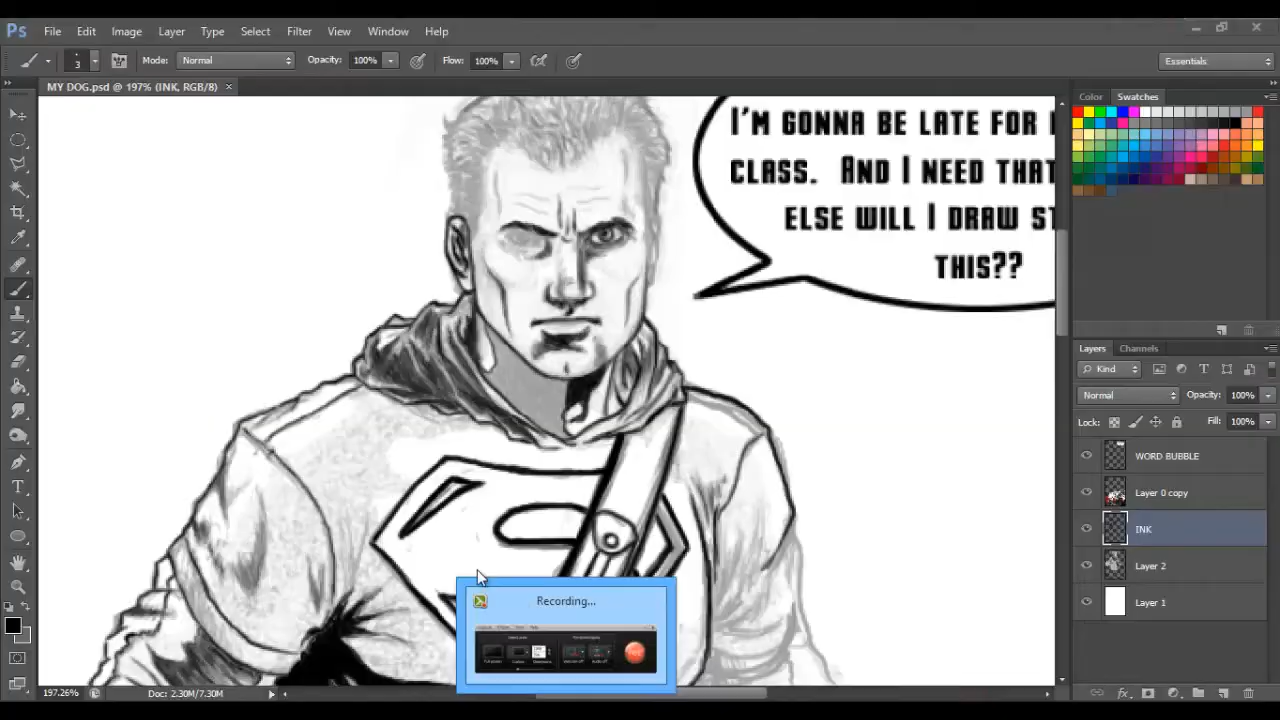 Ps File Edit Image Layer Type Select Filter View Window Help
3 Mode: Normal Opacity: 100% Flow: 100% Essentials
MY DOG.psd @ 197% (INK, RGB/8) ×
Color Swatches
I'M GONNA BE LATE FOR
CLASS. AND I NEED THAT
ELSE WILL I DRAW ST
THIS??
Layers Channels
Kind
Normal Opacity: 100%
Lock: Fill: 100%
WORD BUBBLE
Layer 0 copy
INK
Layer 2
Layer 1
Recording...
197.26% Doc: 2.30M/7.30M